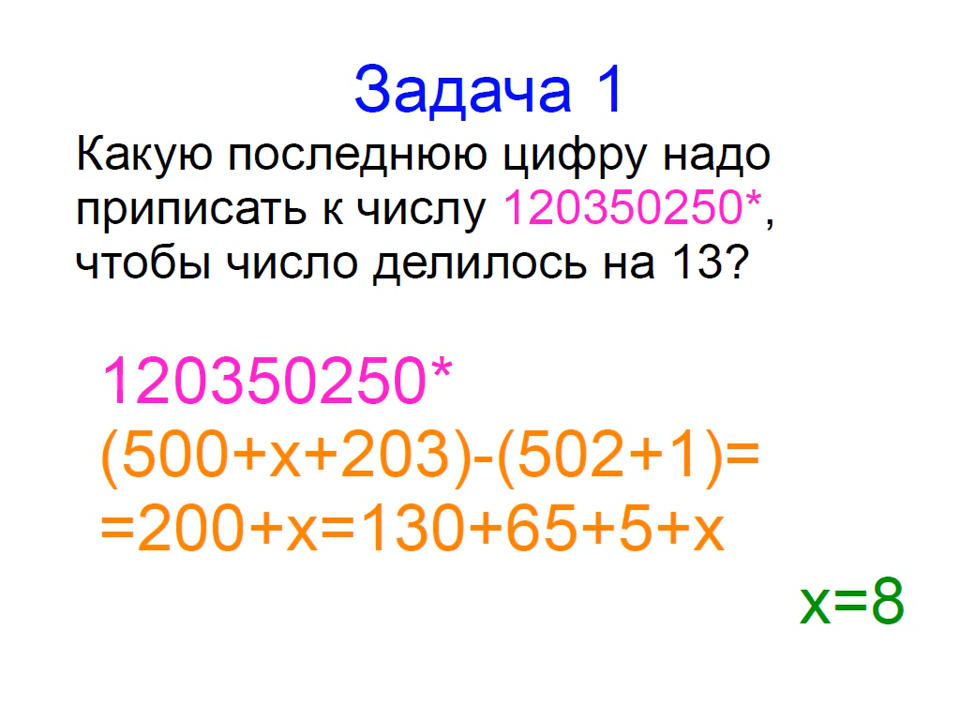 Задача 1
Какую последнюю цифру надо
приписать к числу 120350250*,
чтобы число делилось на 13?
120350250*
(500+x+203)-(502+1)=
=200+x=130+65+5+x
x=8